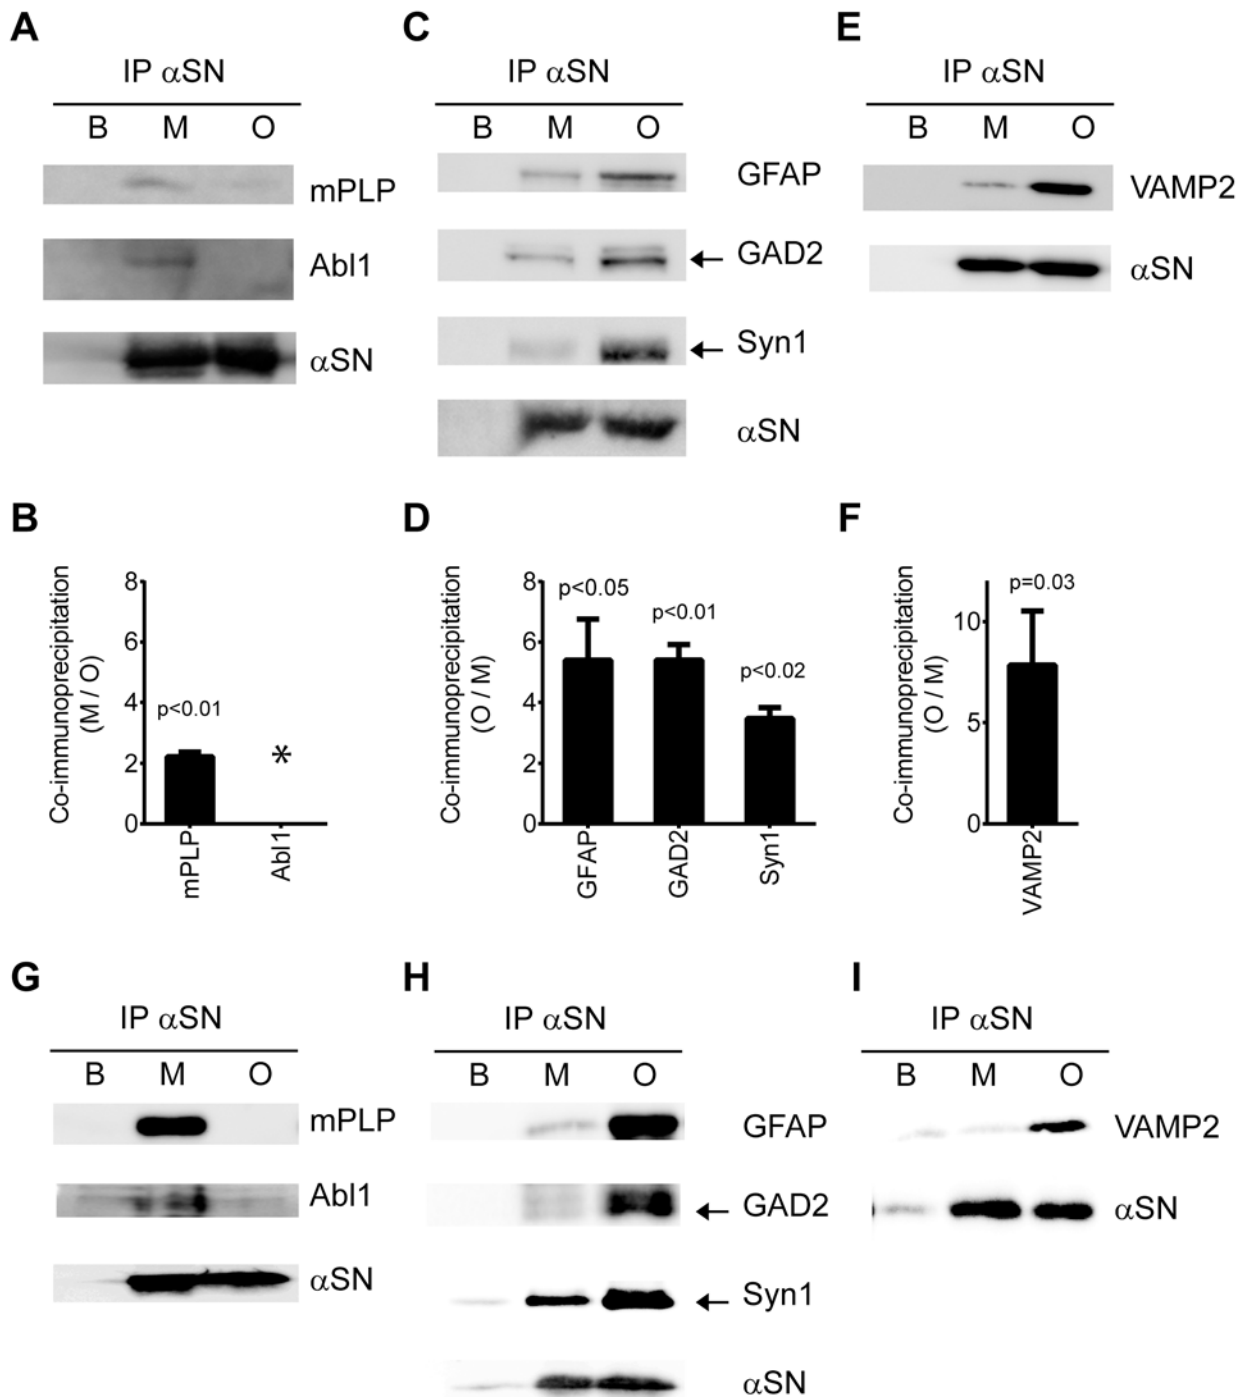 A
IP αSN
B M O
mPLP
Abl1
αSN
C
IP αSN
B M O
GFAP
GAD2
Syn1
αSN
E
IP αSN
B M O
VAMP2
αSN
B
Co-immunoprecipitation
(M / O)
8
6
4
2
0
p<0.01
*
mPLP
Abl1
D
Co-immunoprecipitation
(O / M)
8
6
4
2
0
p<0.05
p<0.01
p<0.02
GFAP
GAD2
Syn1
F
Co-immunoprecipitation
(O / M)
10
5
0
p=0.03
VAMP2
G
IP αSN
B M O
mPLP
Abl1
αSN
H
IP αSN
B M O
GFAP
GAD2
Syn1
αSN
I
IP αSN
B M O
VAMP2
αSN